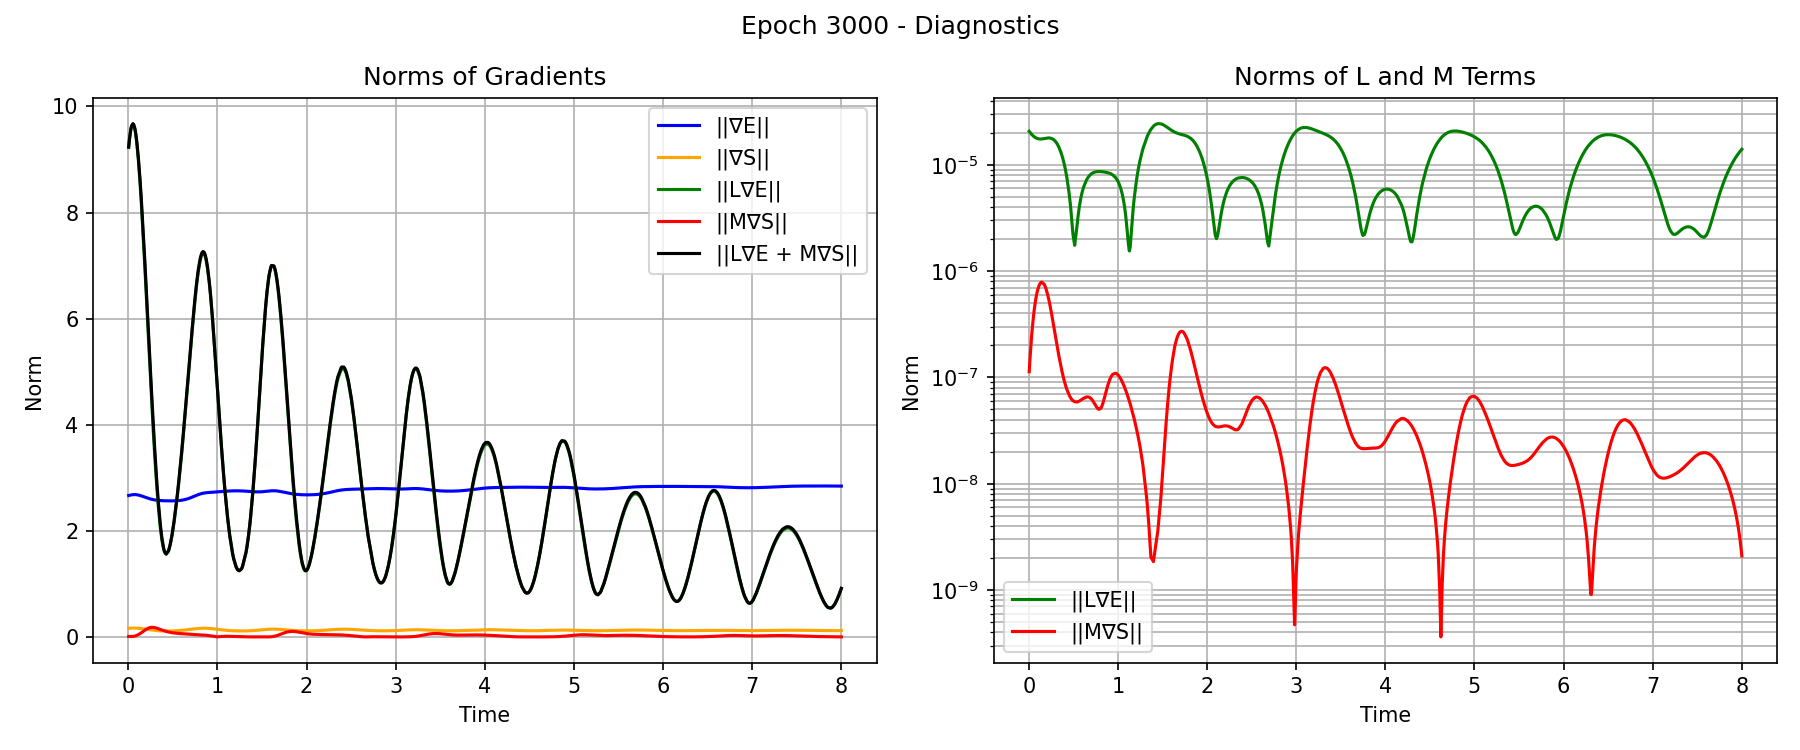 Epoch 3000 - Diagnostics
Norms of Gradients
Norm
10
8
6
4
2
0
||∇E||
||∇S||
||L∇E||
||M∇S||
||L∇E + M∇S||
0 1 2 3 4 5 6 7 8
Time
Norms of L and M Terms
Norm
10⁻⁵
10⁻⁶
10⁻⁷
10⁻⁸
10⁻⁹
||L∇E||
||M∇S||
0 1 2 3 4 5 6 7 8
Time